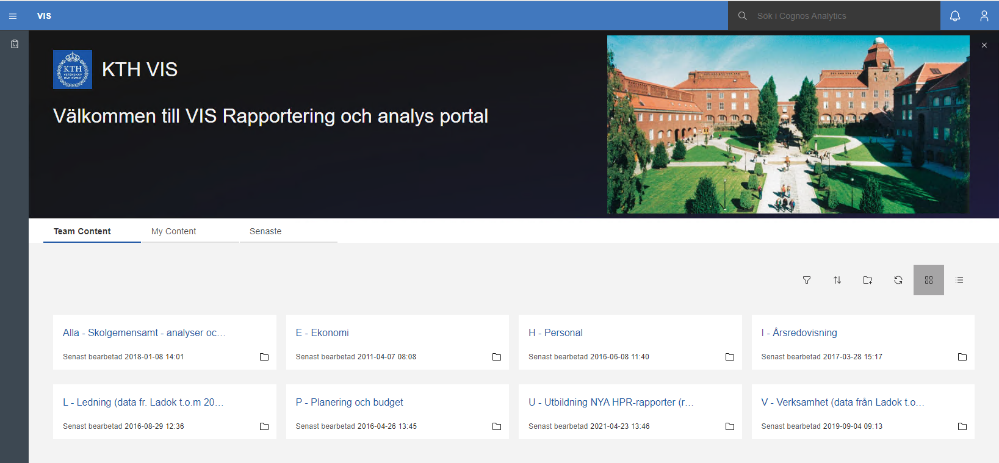 VIS
Sök i Cognos Analytics
KTH
VETENSKAP
OCH KONST
KTH VIS
Välkommen till VIS Rapportering och analys portal
Team Content
My Content
Senaste
Alla - Skolgemensamt - analyser oc...
Senast bearbetad 2018-01-08 14:01
E - Ekonomi
Senast bearbetad 2011-04-07 08:08
H - Personal
Senast bearbetad 2016-06-08 11:40
I - Årsredovisning
Senast bearbetad 2017-03-28 15:17
L - Ledning (data fr. Ladok t.o.m 20...
Senast bearbetad 2016-08-29 12:36
P - Planering och budget
Senast bearbetad 2016-04-26 13:45
U - Utbildning NYA HPR-rapporter (r...
Senast bearbetad 2021-04-23 13:46
V - Verksamhet (data från Ladok t.o...
Senast bearbetad 2019-09-04 09:13